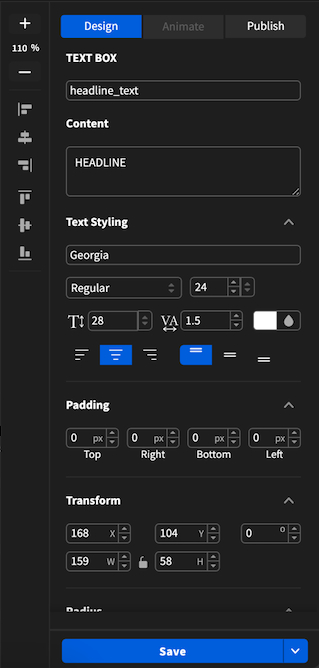 Design Animate Publish
110 %
TEXT BOX
headline_text
Content
HEADLINE
Text Styling
Georgia
Regular 24
T 28 VA 1.5
Padding
0 px 0 px 0 px 0 px
Top Right Bottom Left
Transform
168 X 104 Y 0 °
159 W 58 H
Radius
Save